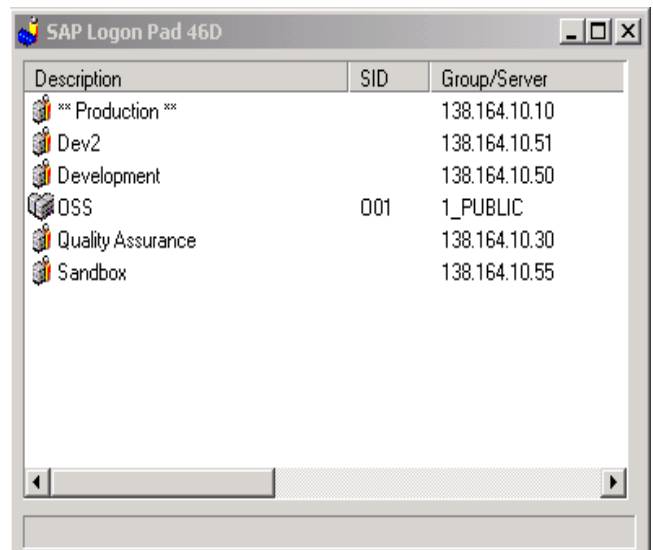 SAP Logon Pad 46D
Description SID Group/Server
** Production ** 138.164.10.10
Dev2 138.164.10.51
Development 138.164.10.50
OSS O01 1_PUBLIC
Quality Assurance 138.164.10.30
Sandbox 138.164.10.55